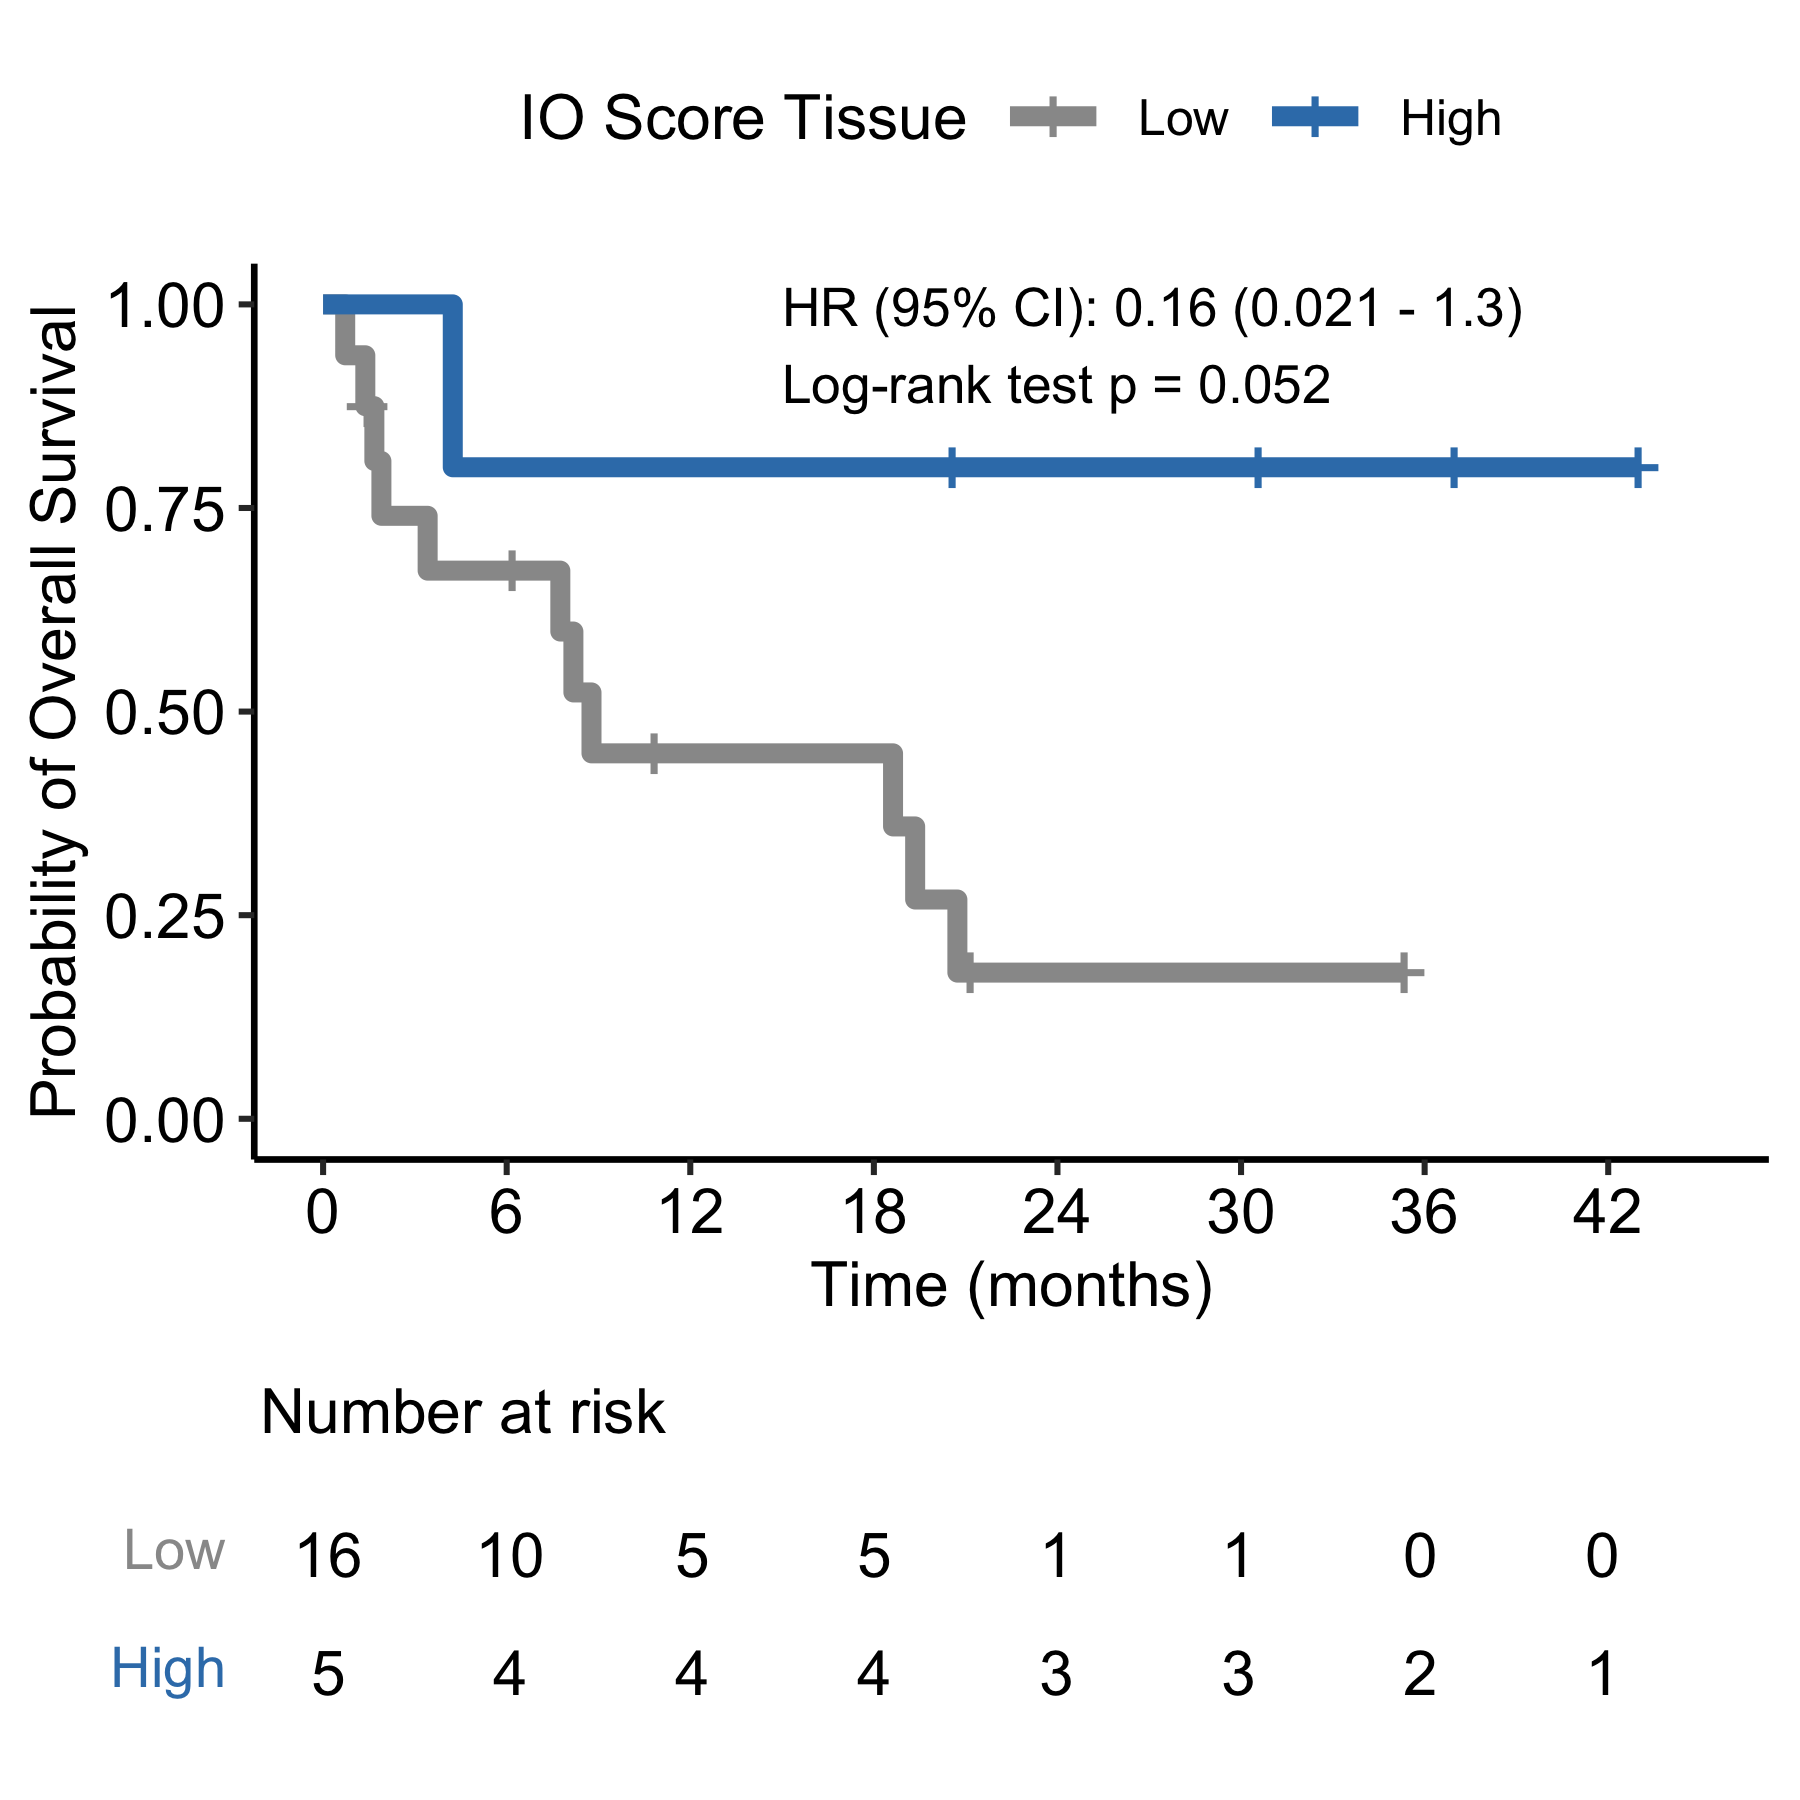 IO Score Tissue Low High
HR (95% CI): 0.16 (0.021 - 1.3)
Log-rank test p = 0.052
Probability of Overall Survival
1.00
0.75
0.50
0.25
0.00
0 6 12 18 24 30 36 42
Time (months)
Number at risk
Low 16 10 5 5 1 1 0 0
High 5 4 4 4 3 3 2 1